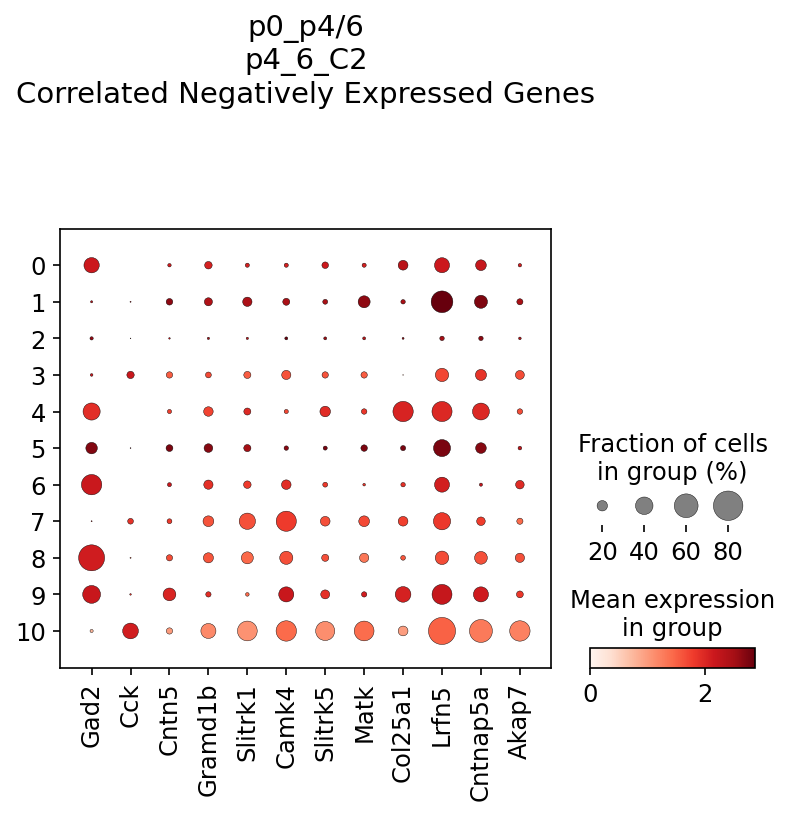 p0_p4/6
p4_6_C2
Correlated Negatively Expressed Genes
0
1
2
3
4
5
6
7
8
9
10
Gad2
Cck
Cntn5
Gramd1b
Slitrk1
Camk4
Slitrk5
Matk
Col25a1
Lrfn5
Cntnap5a
Akap7
Fraction of cells
in group (%)
20 40 60 80
Mean expression
in group
0 2